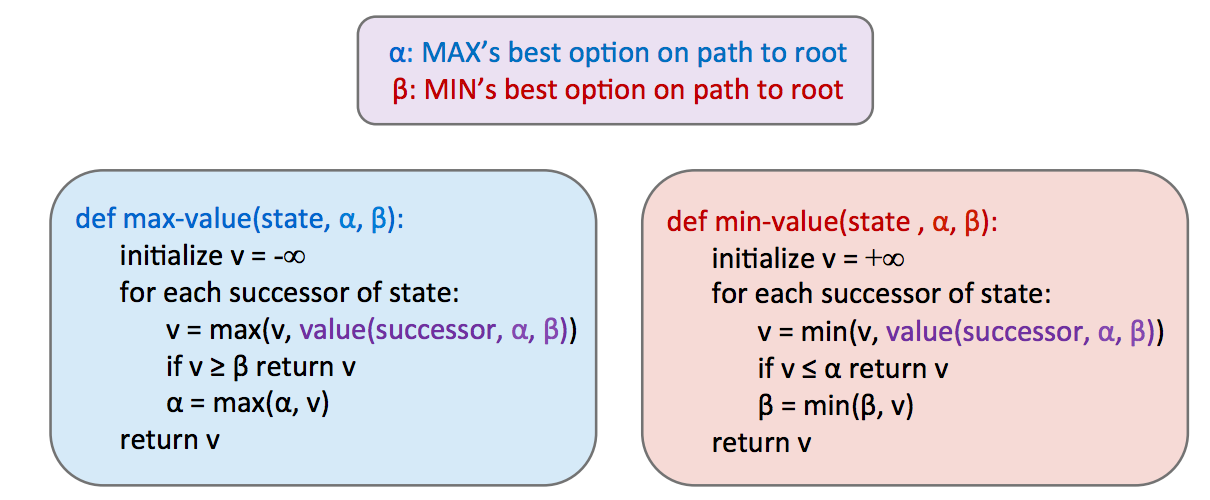 α: MAX’s best option on path to root
β: MIN’s best option on path to root
def max-value(state, α, β):
initialize v = -∞
for each successor of state:
v = max(v, value(successor, α, β))
if v ≥ β return v
α = max(α, v)
return v
def min-value(state , α, β):
initialize v = +∞
for each successor of state:
v = min(v, value(successor, α, β))
if v ≤ α return v
β = min(β, v)
return v